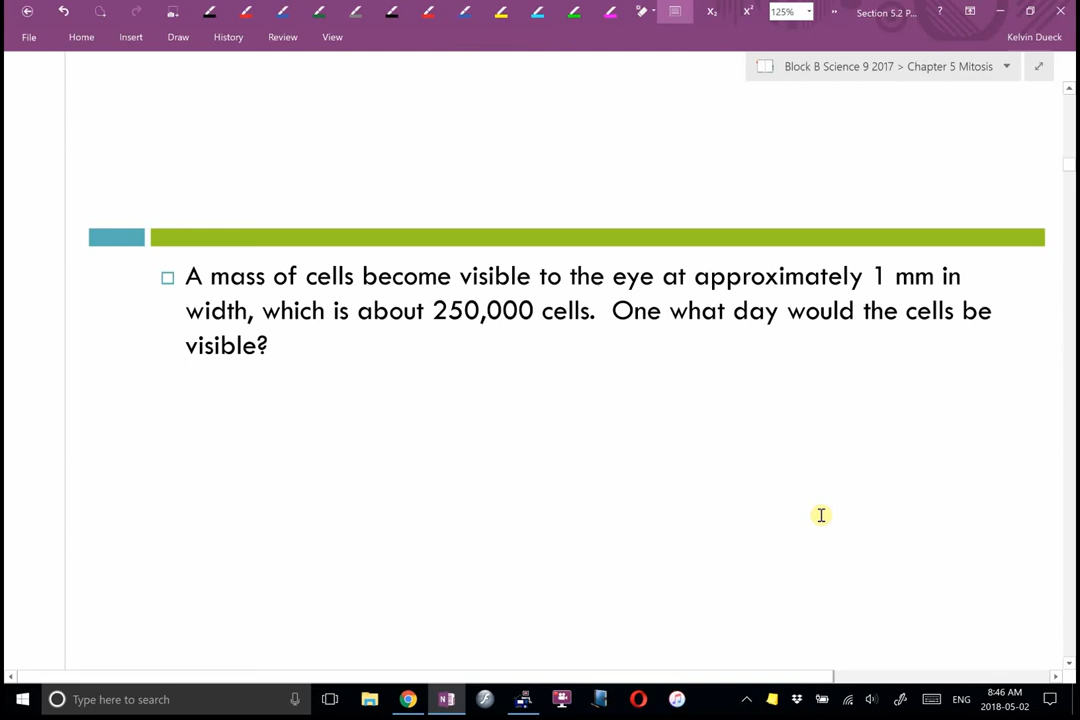 125%
Section 5.2 P...
?
File
Home
Insert
Draw
History
Review
View
Kelvin Dueck
Block B Science 9 2017 > Chapter 5 Mitosis
A mass of cells become visible to the eye at approximately 1 mm in
width, which is about 250,000 cells.  One what day would the cells be
visible?
Type here to search
ENG
8:46 AM
2018-05-02